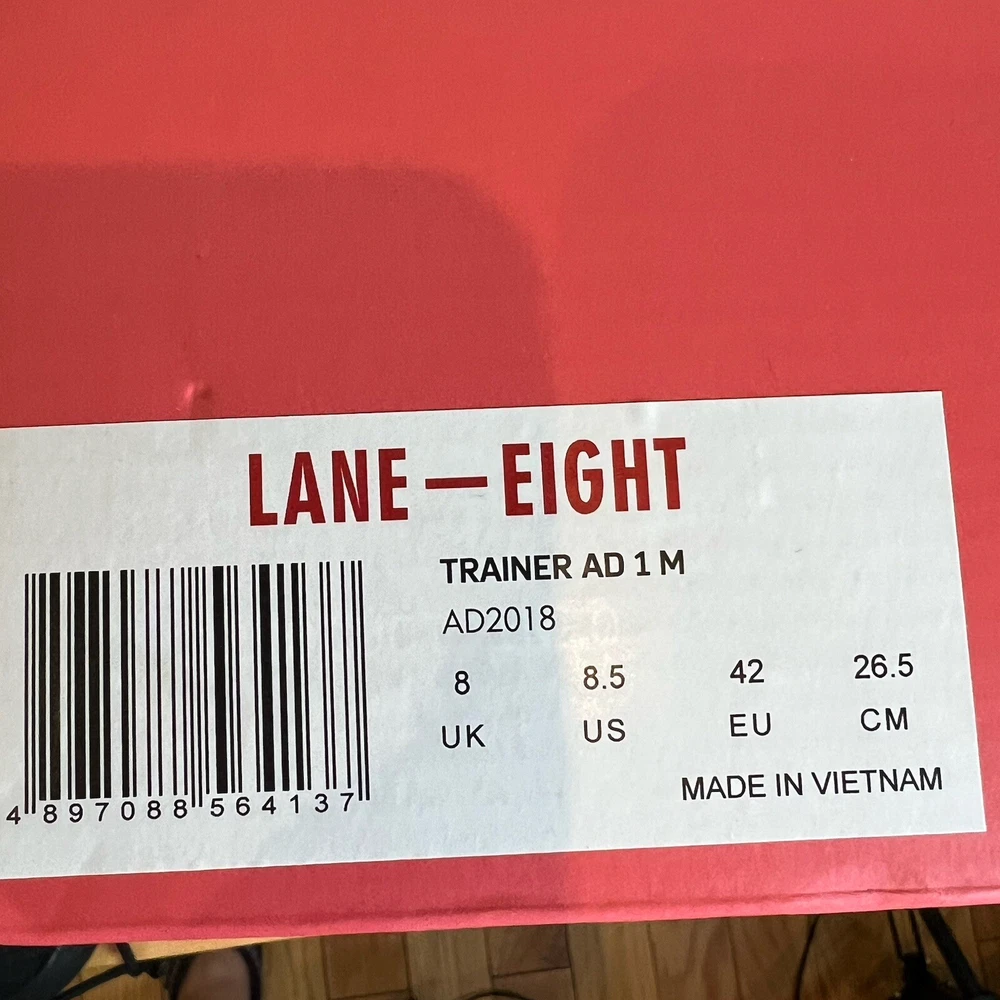 LANE—EIGHT
TRAINER AD 1 M
AD2018
8 8.5 42 26.5
UK US EU CM
MADE IN VIETNAM
4 897088 564137